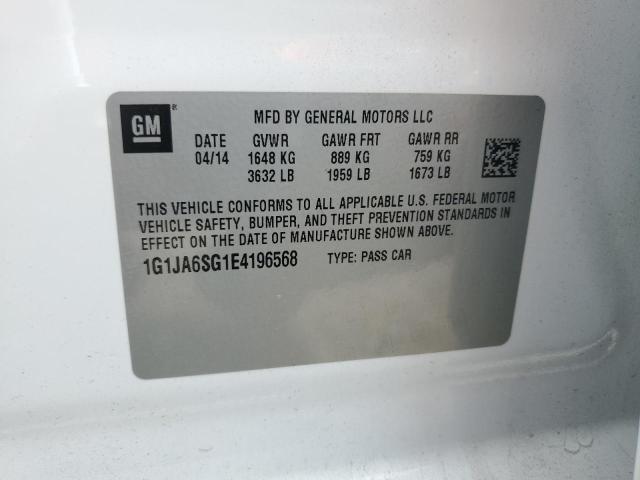 GM®
MFD BY GENERAL MOTORS LLC
DATE GVWR GAWR FRT GAWR RR
04/14 1648 KG 889 KG 759 KG
3632 LB 1959 LB 1673 LB
THIS VEHICLE CONFORMS TO ALL APPLICABLE U.S. FEDERAL MOTOR
VEHICLE SAFETY, BUMPER, AND THEFT PREVENTION STANDARDS IN
EFFECT ON THE DATE OF MANUFACTURE SHOWN ABOVE.
1G1JA6SG1E4196568 TYPE: PASS CAR